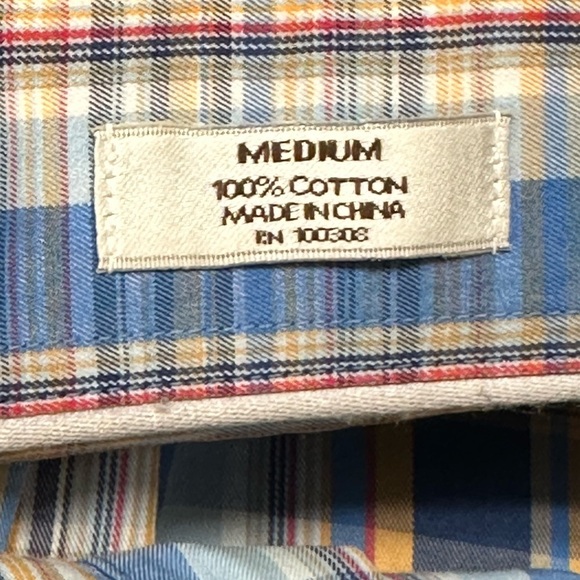 MEDIUM
100% COTTON
MADE IN CHINA
RN 100308